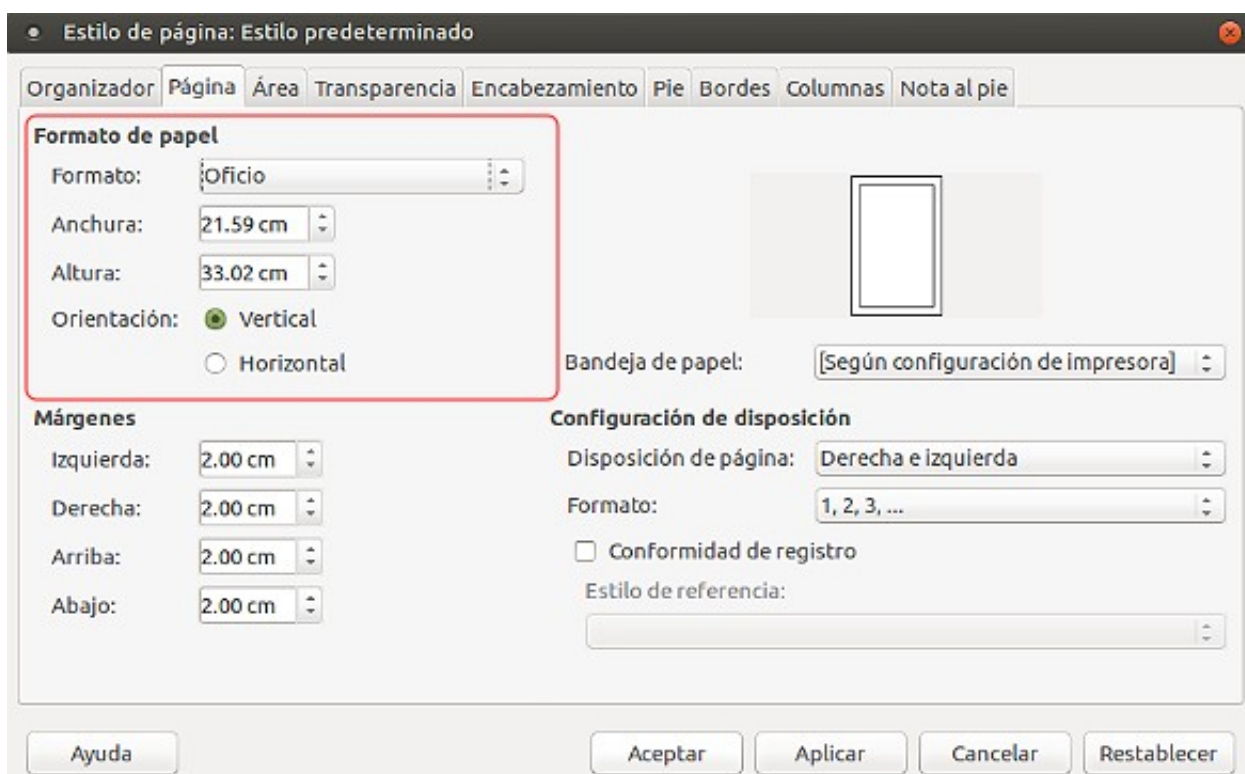 Estilo de página: Estilo predeterminado
Organizador Página Área Transparencia Encabezamiento Pie Bordes Columnas Nota al pie
Formato de papel
Formato: Oficio
Anchura: 21.59 cm
Altura: 33.02 cm
Orientación: Vertical
Horizontal
Bandeja de papel: [Según configuración de impresora]
Márgenes
Izquierda: 2.00 cm
Derecha: 2.00 cm
Arriba: 2.00 cm
Abajo: 2.00 cm
Configuración de disposición
Disposición de página: Derecha e izquierda
Formato: 1, 2, 3, ...
Conformidad de registro
Estilo de referencia:
Ayuda Aceptar Aplicar Cancelar Restablecer